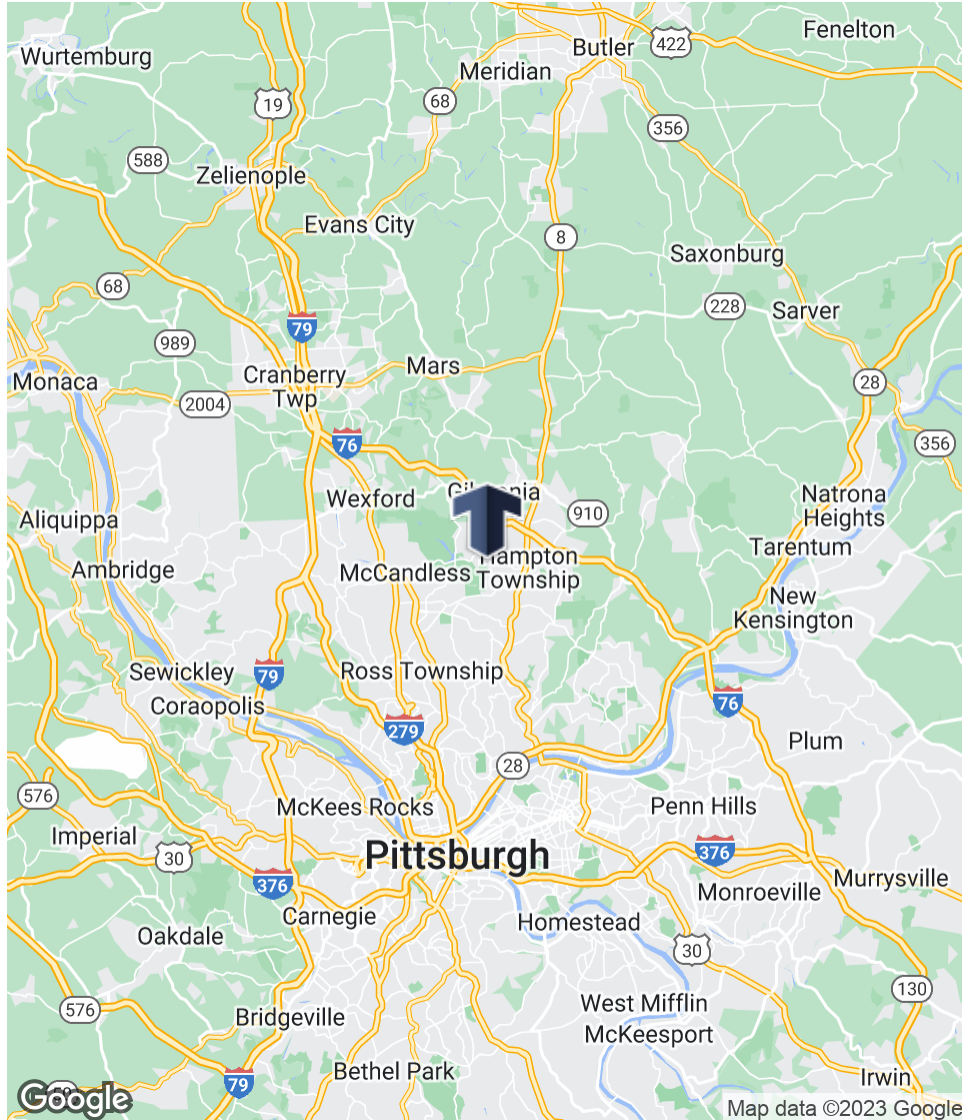 Fenelton
Butler
422
Wurtemburg
Meridian
68
19
356
588
Zelienople
Evans City
8
Saxonburg
68
228
Sarver
79
989
Mars
Cranberry
Twp
Monaca
28
2004
76
356
Wexford
Natrona
Heights
910
Aliquippa
Tarentum
Hampton
Township
Ambridge
McCandless
New
Kensington
Sewickley
79
Ross Township
Coraopolis
76
279
Plum
28
576
McKees Rocks
Penn Hills
Imperial
30
Pittsburgh
376
376
Monroeville
Murrysville
Carnegie
Homestead
Oakdale
30
130
576
West Mifflin
Bridgeville
McKeesport
Bethel Park
79
Irwin
Google
Map data ©2023 Google